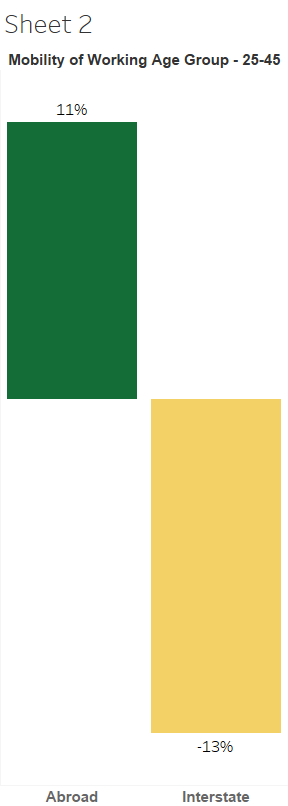 Sheet 2
Mobility of Working Age Group - 25-45
11%
-13%
Abroad Interstate